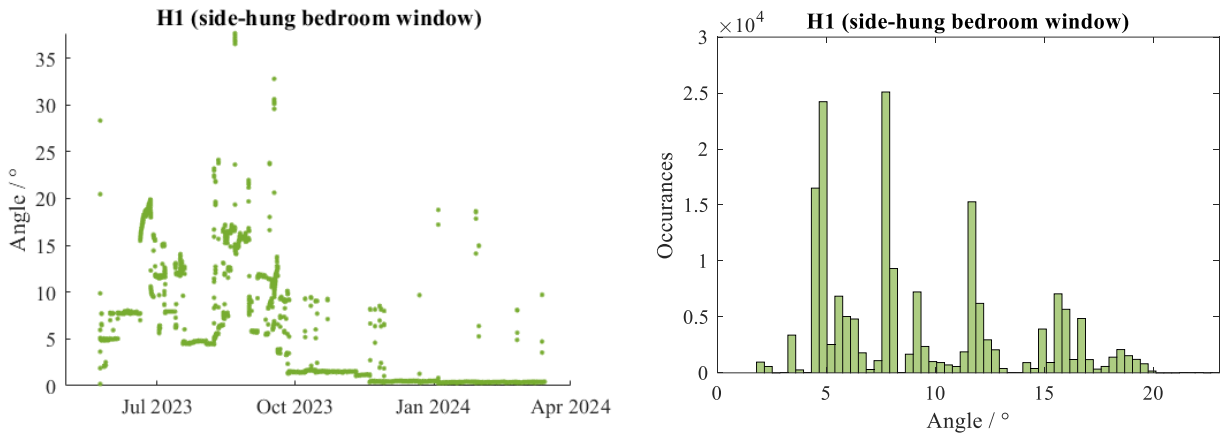 H1 (side-hung bedroom window)
Angle / °
35
30
25
20
15
10
5
0
Jul 2023
Oct 2023
Jan 2024
Apr 2024
H1 (side-hung bedroom window)
×10⁴
Occurances
3
2.5
2
1.5
1
0.5
0
0
5
10
15
20
Angle / °